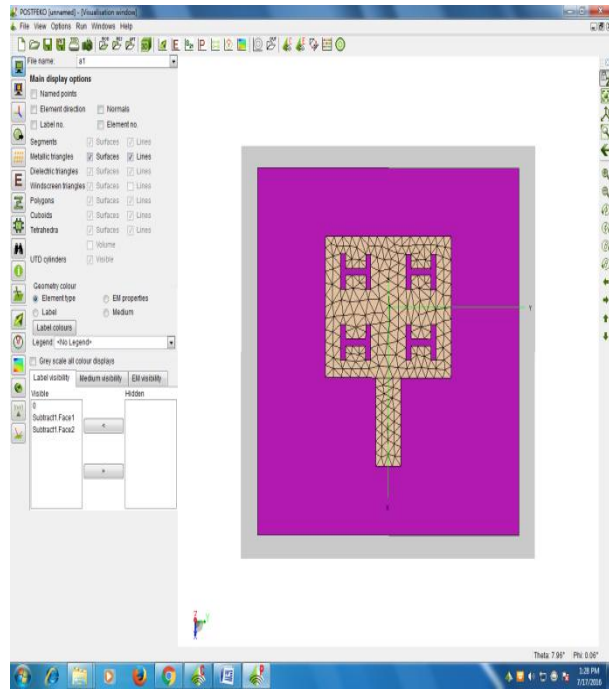 POSTFEKO [unnamed] - [Visualisation window]
File View Options Run Windows Help
File name: a1
Main display options
Named points
Element direction Normals
Label no. Element no.
Segments Surfaces Lines
Metallic triangles Surfaces Lines
Dielectric triangles Surfaces Lines
Windscreen triangles Surfaces Lines
Polygons Surfaces Lines
Cuboids Surfaces Lines
Tetrahedra Surfaces Lines
Volume
UTD cylinders Visible
Geometry colour
Element type EM properties
Label Medium
Label colours
Legend: <No Legend>
Grey scale all colour displays
Label visibility Medium visibility EM visibility
Visible Hidden
0
Subtract1.Face1
Subtract1.Face2
<
>
Y
X
Z
Y
Theta: 7.96° Phi: 0.06°
1:28 PM
7/17/2016